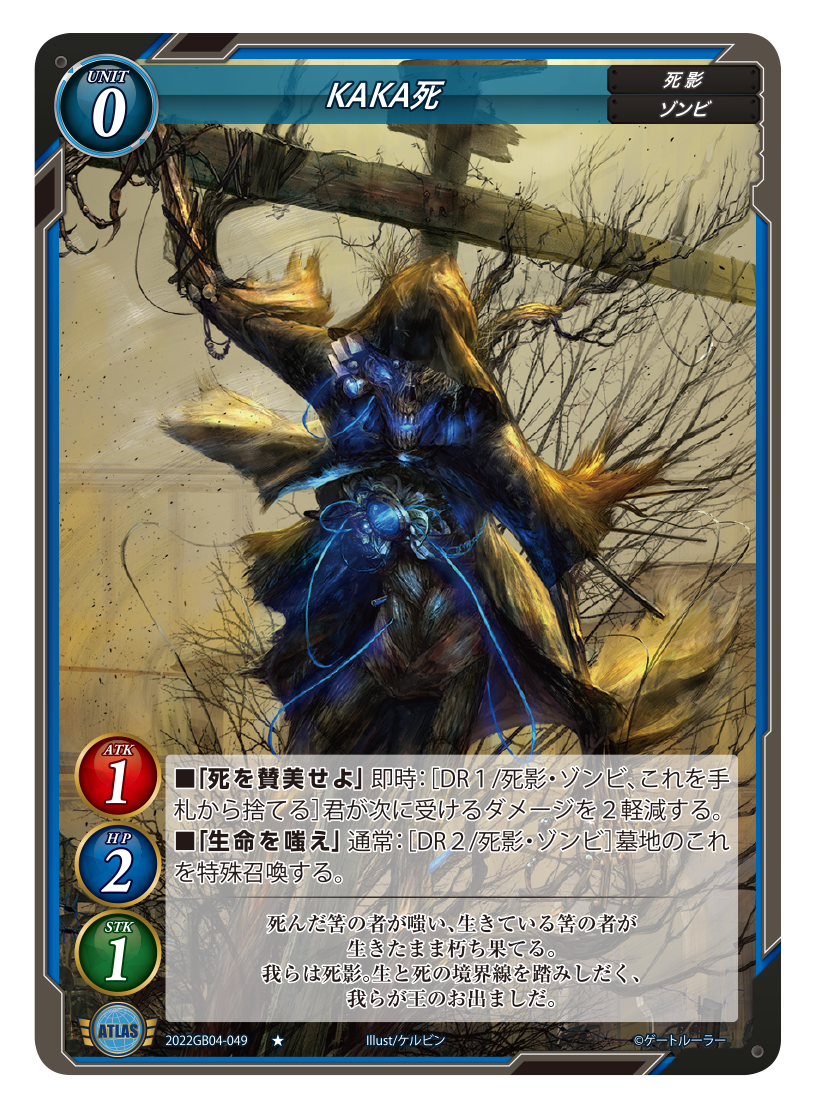 UNIT
0
KAKA死
死影
ゾンビ
ATK
1
HP
2
STK
1
■「死を賛美せよ」即時:[DR1/死影・ゾンビ、これを手
札から捨てる]君が次に受けるダメージを2軽減する。
■「生命を嗤え」通常:[DR2/死影・ゾンビ]墓地のこれ
を特殊召喚する。
死んだ筈の者が嗤い、生きている筈の者が
生きたまま朽ち果てる。
我らは死影。生と死の境界線を踏みしだく、
我らが王のお出ましだ。
ATLAS
2022GB04-049 ★ Illust/ケルビン ©ゲートルーラー